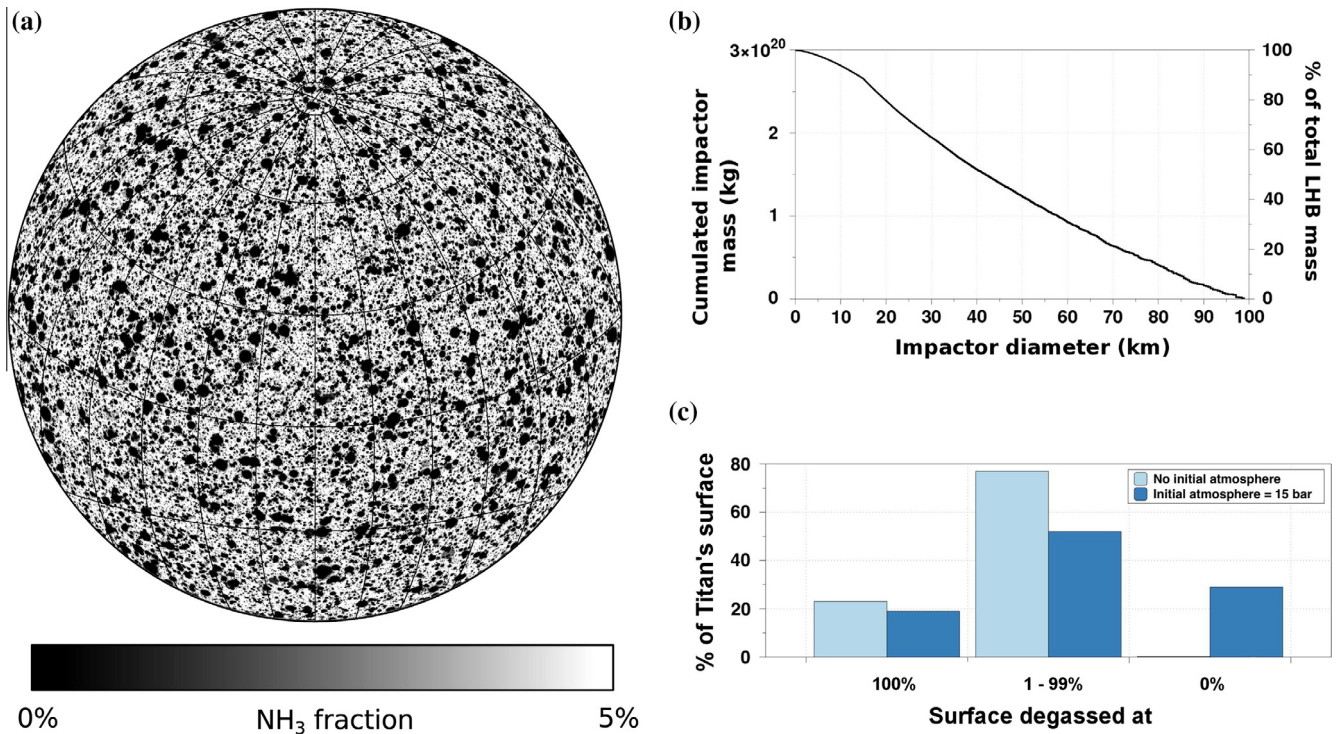 (a)
0%
NH₃ fraction
5%
(b)
3×10²⁰
2
1
0
Cumulated impactor
mass (kg)
100
80
60
40
20
0
% of total LHB mass
0 10 20 30 40 50 60 70 80 90 100
Impactor diameter (km)
(c)
80
60
40
20
0
% of Titan's surface
No initial atmosphere
Initial atmosphere = 15 bar
100% 1 - 99% 0%
Surface degassed at